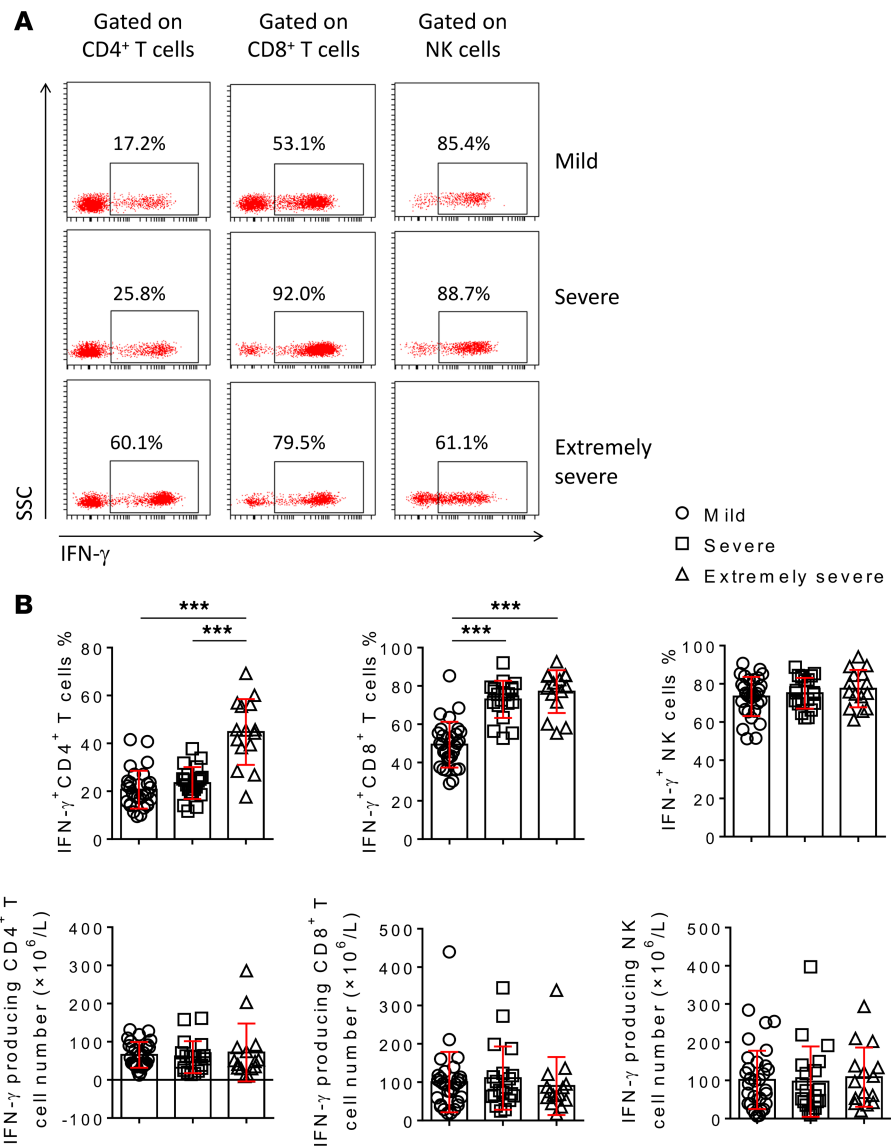 A
Gated on
CD4⁺ T cells
Gated on
CD8⁺ T cells
Gated on
NK cells
17.2%
53.1%
85.4%
Mild
25.8%
92.0%
88.7%
Severe
60.1%
79.5%
61.1%
Extremely
severe
SSC
IFN-γ
Mild
Severe
Extremely severe
B
***
***
IFN-γ⁺CD4⁺ T cells %
80
60
40
20
0
***
***
IFN-γ⁺CD8⁺ T cells %
100
80
60
40
20
0
IFN-γ⁺ NK cells %
100
80
60
40
20
0
IFN-γ producing CD4⁺ T
cell number (×10⁶/L)
400
300
200
100
0
-100
IFN-γ producing CD8⁺ T
cell number (×10⁶/L)
500
400
300
200
100
0
IFN-γ producing NK
cell number (×10⁶/L)
500
400
300
200
100
0